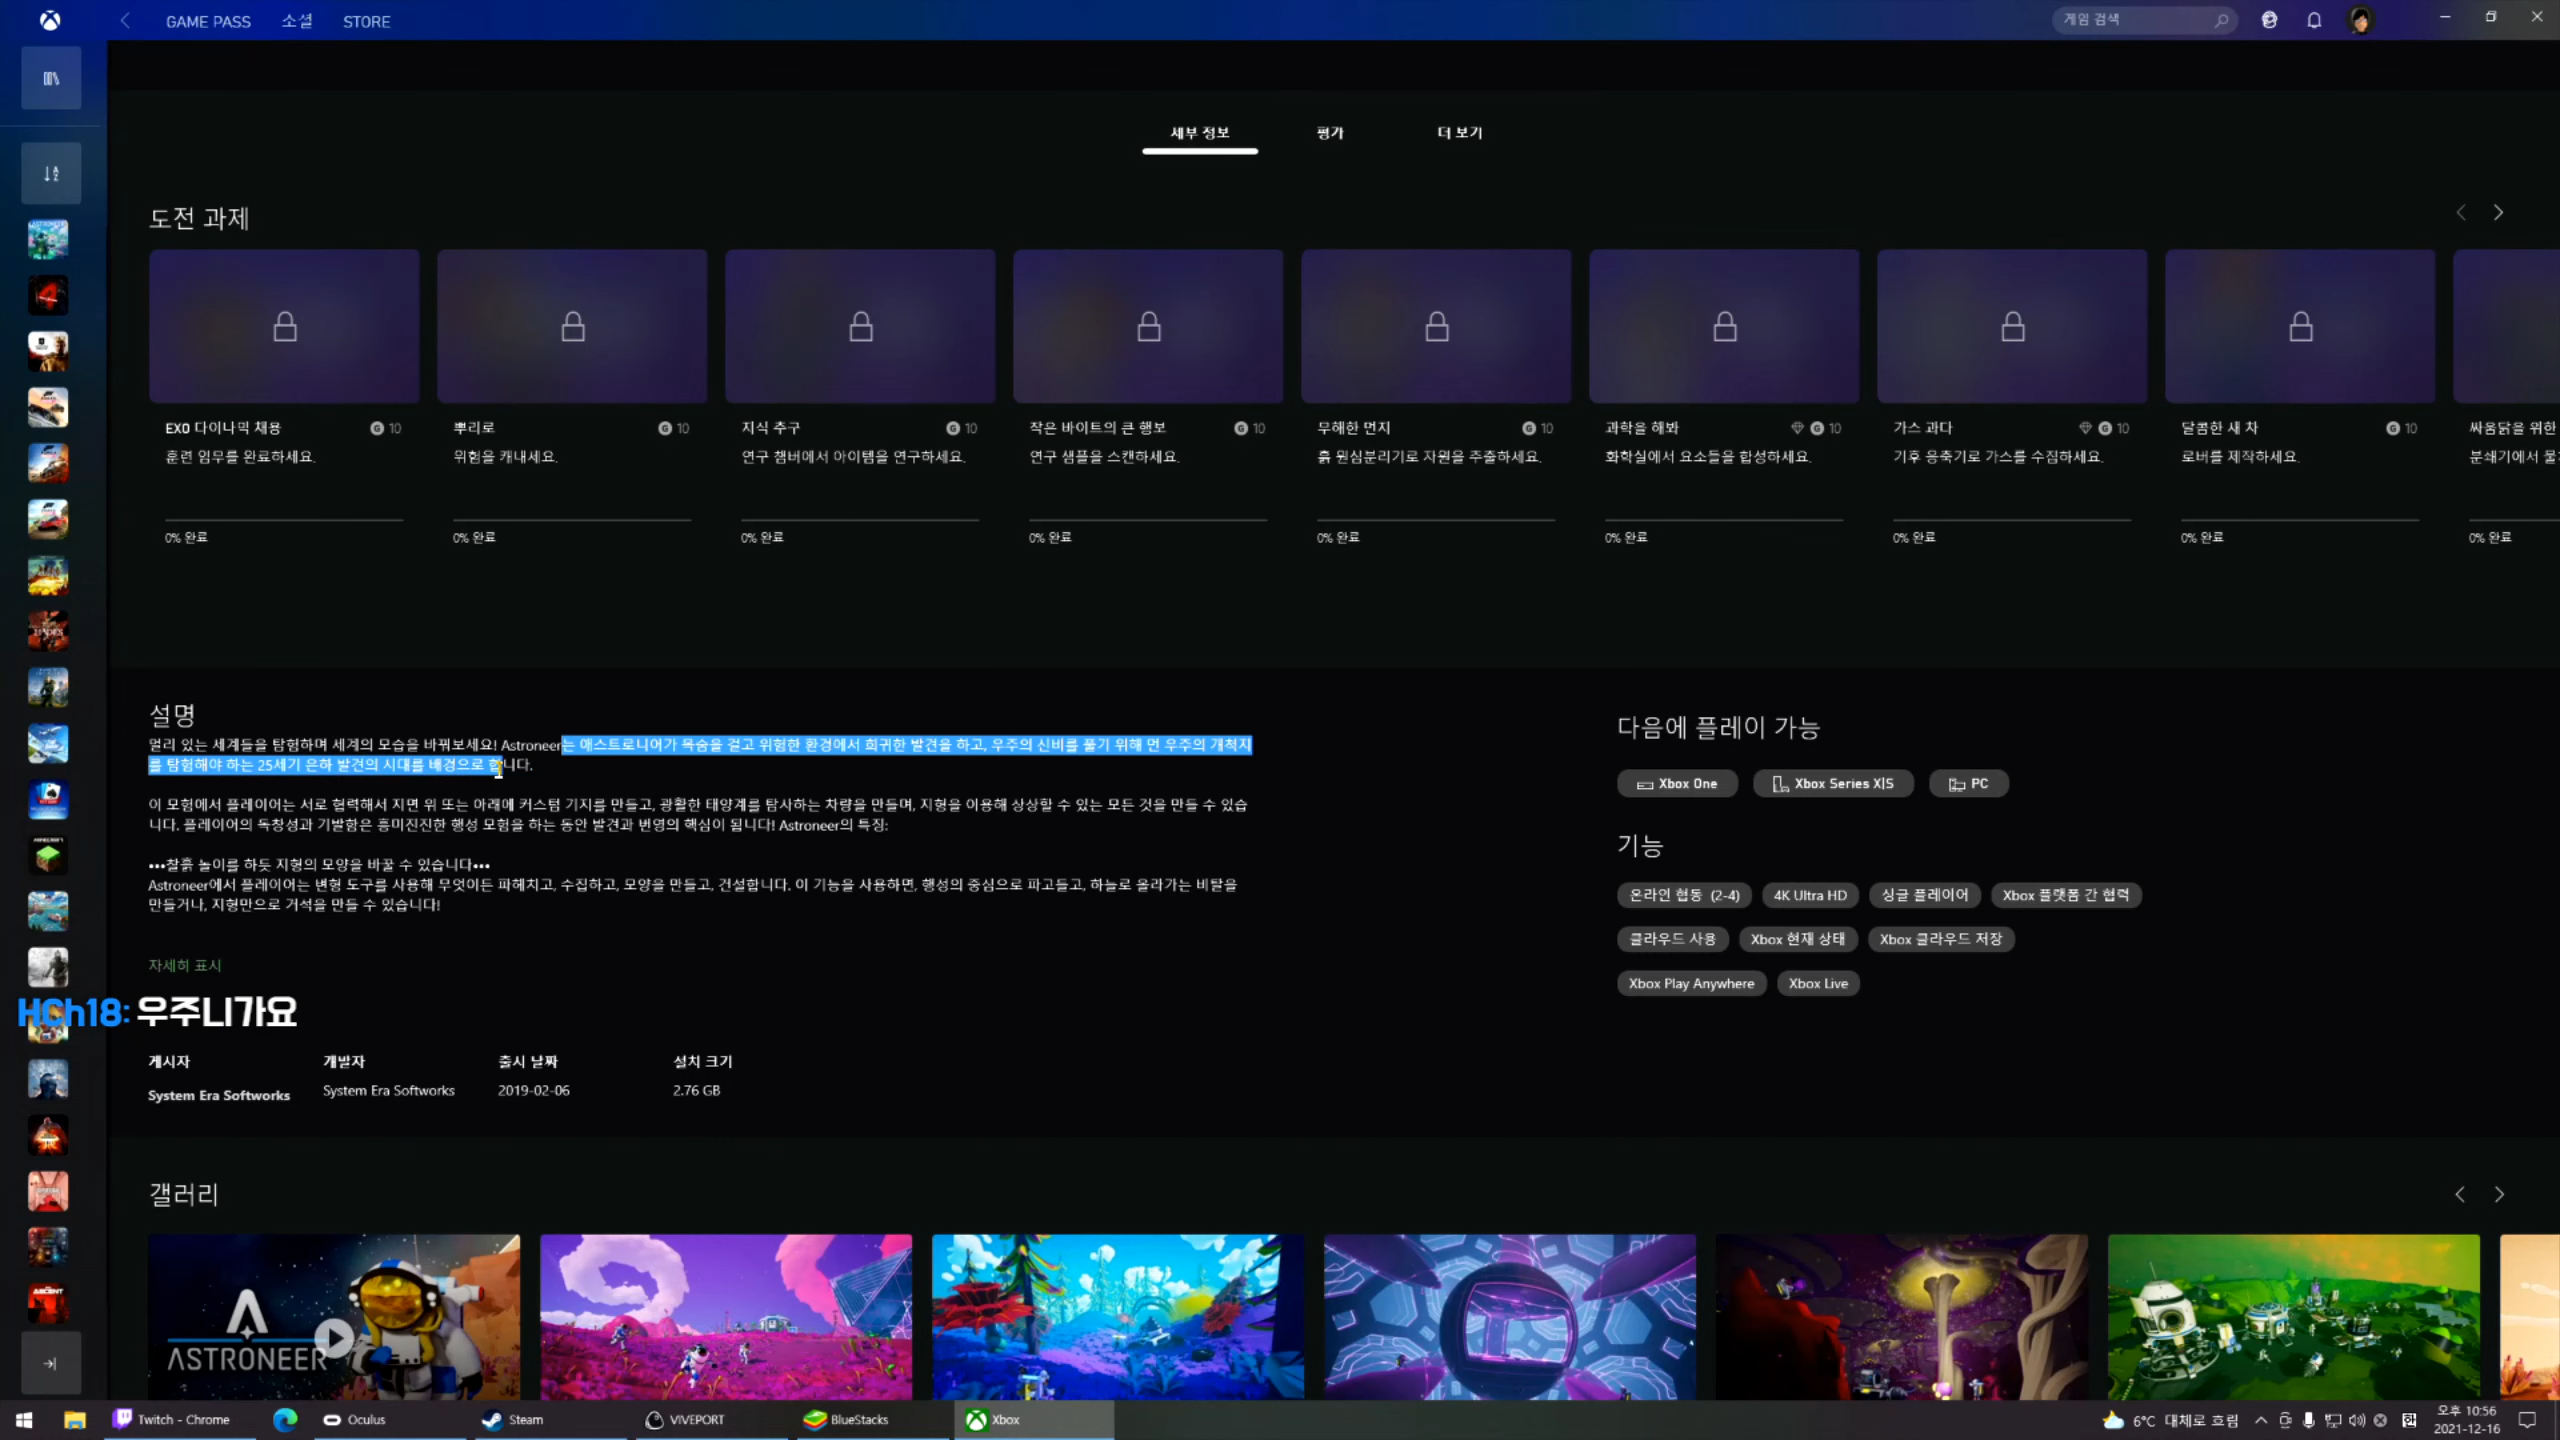 GAME PASS 소셜 STORE
게임 검색
세부 정보 평가 더 보기
도전 과제
EXO 다이나믹 채용 G 10
훈련 임무를 완료하세요.
0% 완료
뿌리로 G 10
위험을 캐내세요.
0% 완료
지식 추구 G 10
연구 챔버에서 아이템을 연구하세요.
0% 완료
작은 바이트의 큰 행보 G 10
연구 샘플을 스캔하세요.
0% 완료
무해한 먼지 G 10
흙 원심분리기로 자원을 추출하세요.
0% 완료
과학을 해봐 G 10
화학실에서 요소들을 합성하세요.
0% 완료
가스 과다 G 10
기후 응축기로 가스를 수집하세요.
0% 완료
달콤한 새 차 G 10
로버를 제작하세요.
0% 완료
싸움닭을 위한
분쇄기에서
0% 완료
설명
멀리 있는 세계들을 탐험하며 세계의 모습을 바꿔보세요! Astroneer는 애스트로니어가 목숨을 걸고 위험한 환경에서 희귀한 발견을 하고, 우주의 신비를 풀기 위해 먼 우주의 개척지
를 탐험해야 하는 25세기 은하 발견의 시대를 배경으로 합니다.
이 모험에서 플레이어는 서로 협력해서 지면 위 또는 아래에 커스텀 기지를 만들고, 광활한 태양계를 탐사하는 차량을 만들며, 지형을 이용해 상상할 수 있는 모든 것을 만들 수 있습
니다. 플레이어의 독창성과 기발함은 흥미진진한 행성 모험을 하는 동안 발견과 번영의 핵심이 됩니다! Astroneer의 특징:
•••찰흙 놀이를 하듯 지형의 모양을 바꿀 수 있습니다•••
Astroneer에서 플레이어는 변형 도구를 사용해 무엇이든 파헤치고, 수집하고, 모양을 만들고, 건설합니다. 이 기능을 사용하면, 행성의 중심으로 파고들고, 하늘로 올라가는 비탈을
만들거나, 지형만으로 거석을 만들 수 있습니다!
자세히 표시
HCh18: 우주니가요
게시자
System Era Softworks
개발자
System Era Softworks
출시 날짜
2019-02-06
설치 크기
2.76 GB
다음에 플레이 가능
Xbox One Xbox Series X|S PC
기능
온라인 협동 (2-4) 4K Ultra HD 싱글 플레이어 Xbox 플랫폼 간 협력
클라우드 사용 Xbox 현재 상태 Xbox 클라우드 저장
Xbox Play Anywhere Xbox Live
갤러리
ASTRONEER
Twitch - Chrome Oculus Steam VIVEPORT BlueStacks Xbox
6°C 대체로 흐림
오후 10:56
2021-12-16